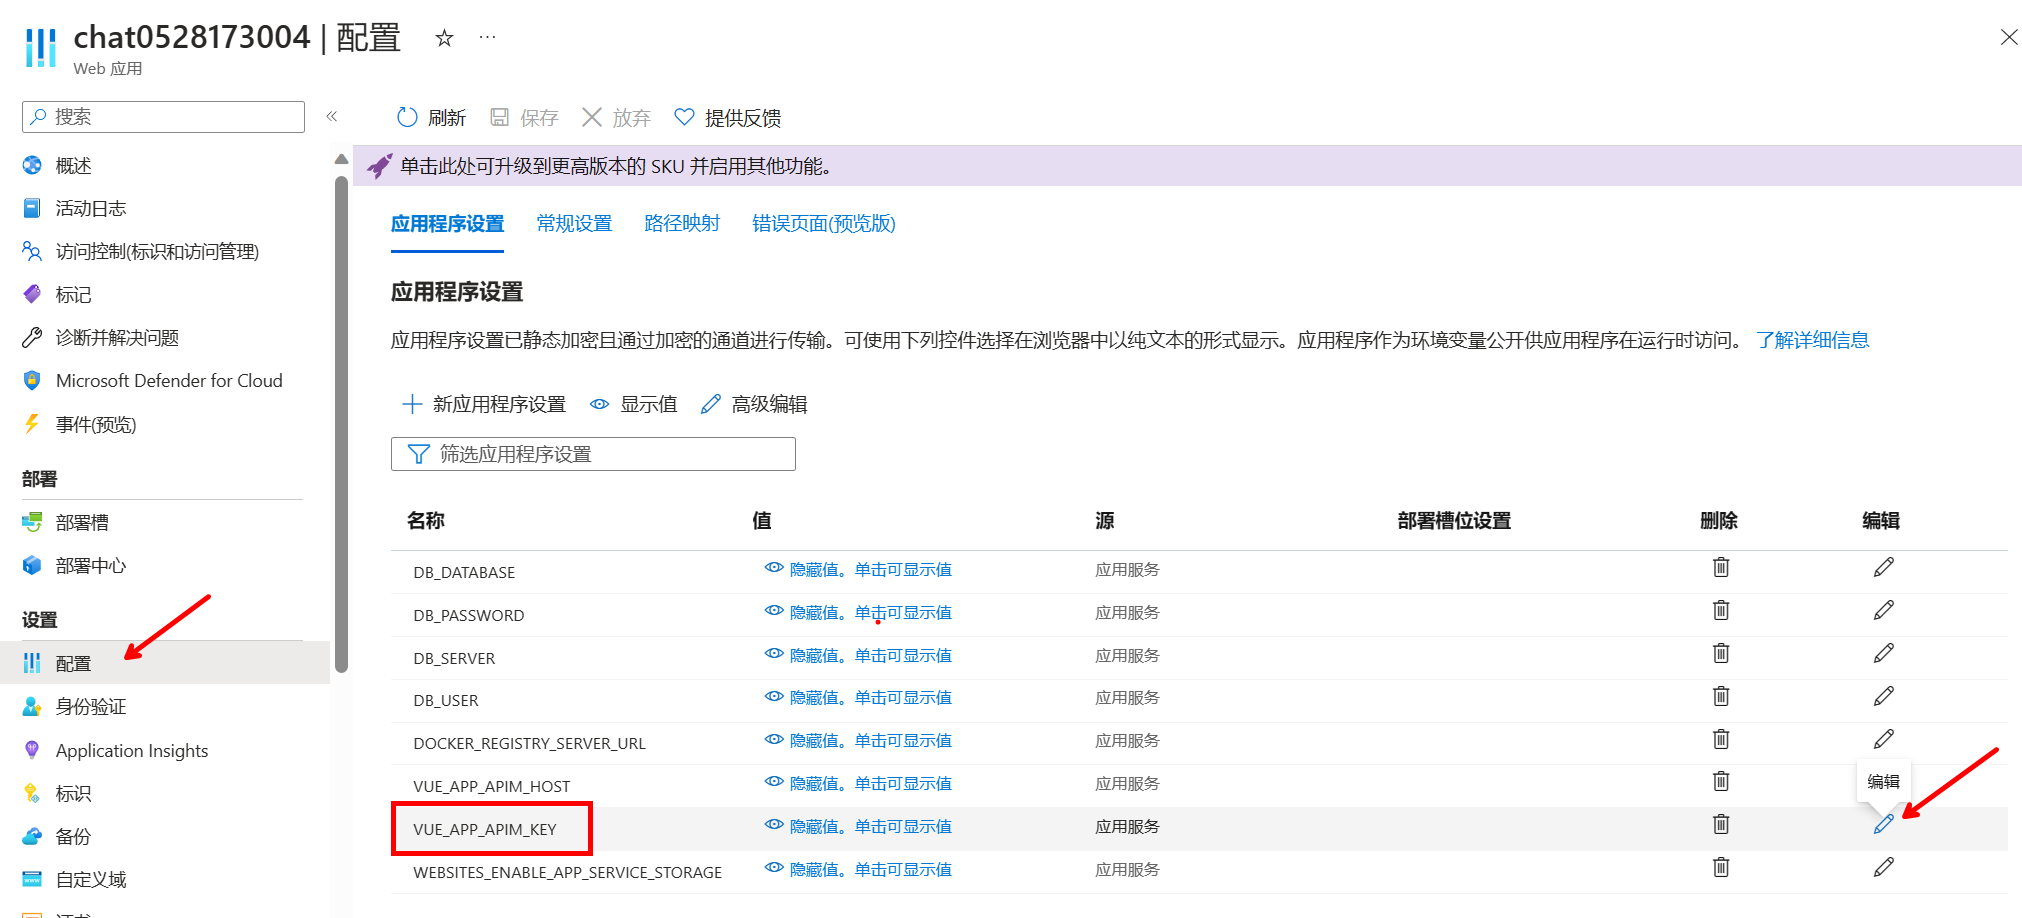 chat0528173004 | 配置
Web 应用
搜索
刷新 保存 放弃 提供反馈
单击此处可升级到更高版本的 SKU 并启用其他功能。
概述
活动日志
访问控制(标识和访问管理)
标记
诊断并解决问题
Microsoft Defender for Cloud
事件(预览)
部署
部署槽
部署中心
设置
配置
身份验证
Application Insights
标识
备份
自定义域
应用程序设置 常规设置 路径映射 错误页面(预览版)
应用程序设置
应用程序设置已静态加密且通过加密的通道进行传输。可使用下列控件选择在浏览器中以纯文本的形式显示。应用程序作为环境变量公开供应用程序在运行时访问。 了解详细信息
新应用程序设置 显示值 高级编辑
筛选应用程序设置
名称 值 源 部署槽位设置 删除 编辑
DB_DATABASE 隐藏值。单击可显示值 应用服务
DB_PASSWORD 隐藏值。单击可显示值 应用服务
DB_SERVER 隐藏值。单击可显示值 应用服务
DB_USER 隐藏值。单击可显示值 应用服务
DOCKER_REGISTRY_SERVER_URL 隐藏值。单击可显示值 应用服务
VUE_APP_APIM_HOST 隐藏值。单击可显示值 应用服务
编辑
VUE_APP_APIM_KEY 隐藏值。单击可显示值 应用服务
WEBSITES_ENABLE_APP_SERVICE_STORAGE 隐藏值。单击可显示值 应用服务